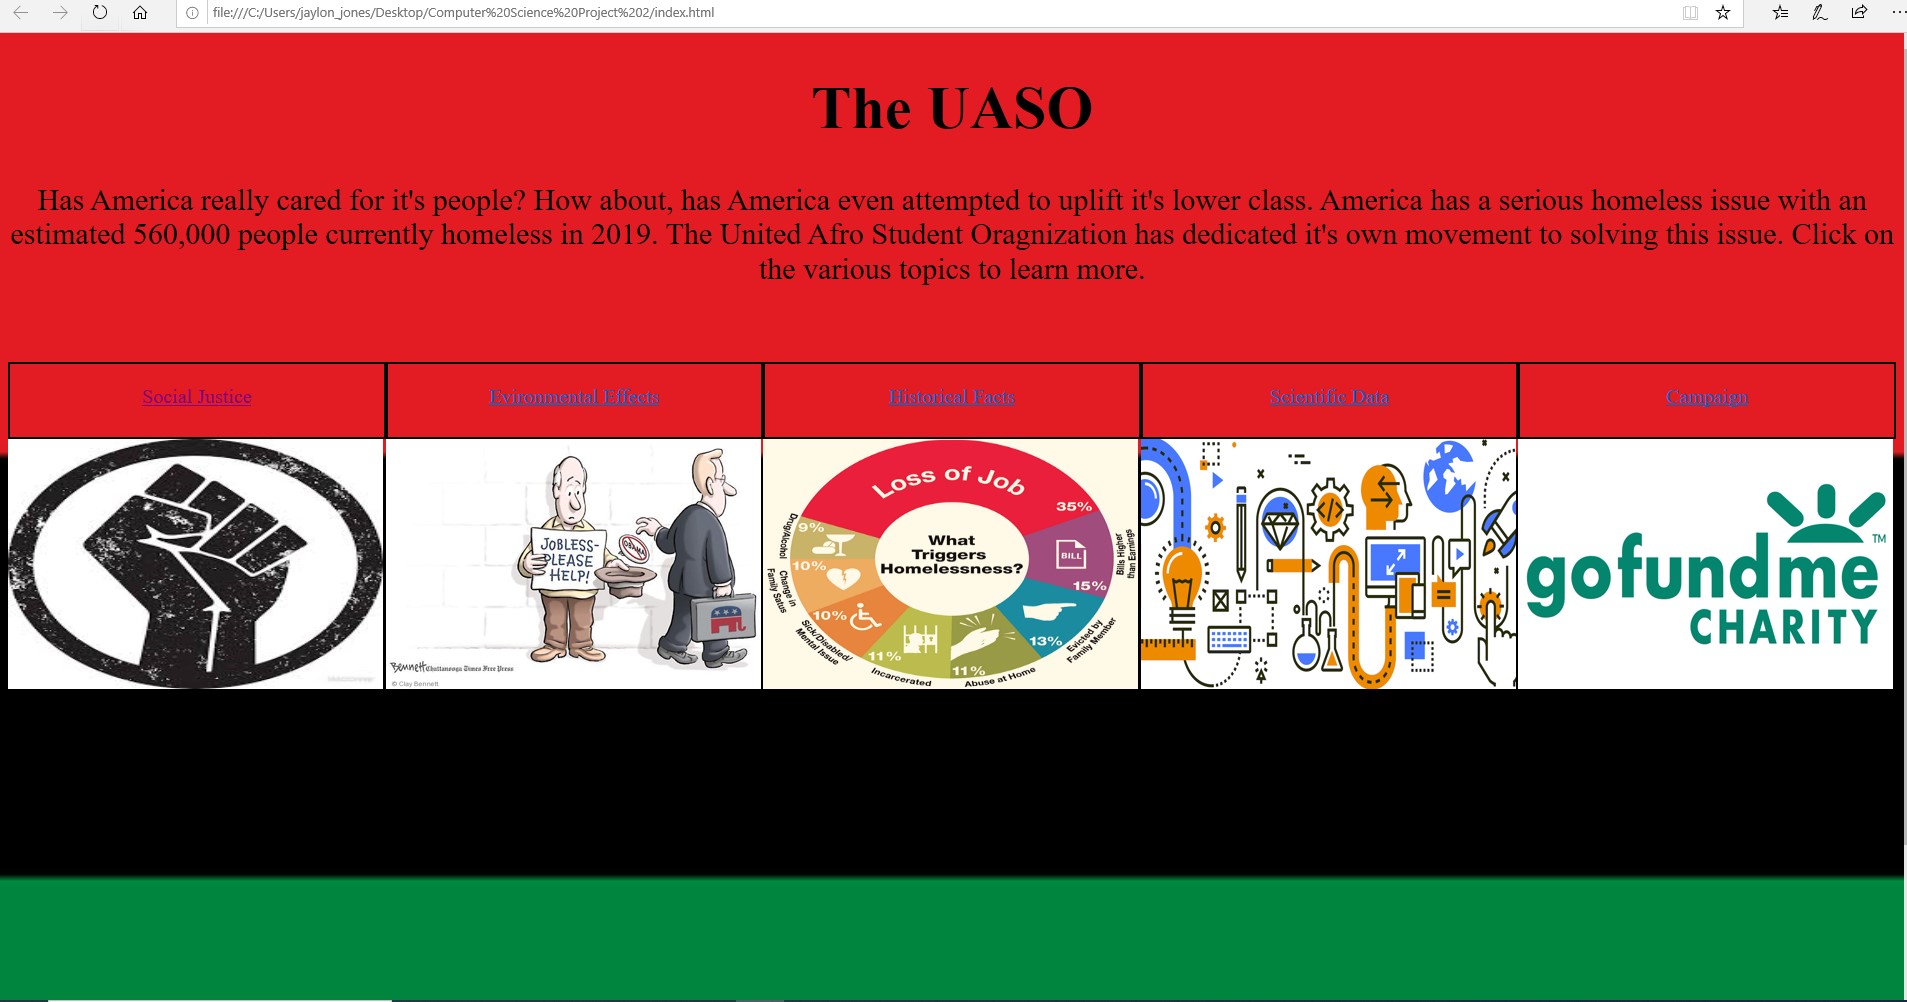 file:///C:/Users/jaylon_jones/Desktop/Computer%20Science%20Project%202/index.html
The UASO
Has America really cared for it's people? How about, has America even attempted to uplift it's lower class. America has a serious homeless issue with an
estimated 560,000 people currently homeless in 2019. The United Afro Student Oragnization has dedicated it's own movement to solving this issue. Click on
the various topics to learn more.
Social Justice
Evironmental Effects
Historical Facts
Scientific Data
Campaign
JOBLESS-
PLEASE
HELP!
OBAMA
Bennett Chattanooga Times Free Press
© Clay Bennett
Loss of Job
35%
What
Triggers
Homelessness?
BILL
Bills Higher
than Earnings
15%
Evicted by
Family Member
13%
Abuse at Home
11%
Incarcerated
11%
Sick/Disabled/
Mental Issue
10%
Change in
Family Satus
10%
Drug/Alcohol
9%
gofundme
TM
CHARITY